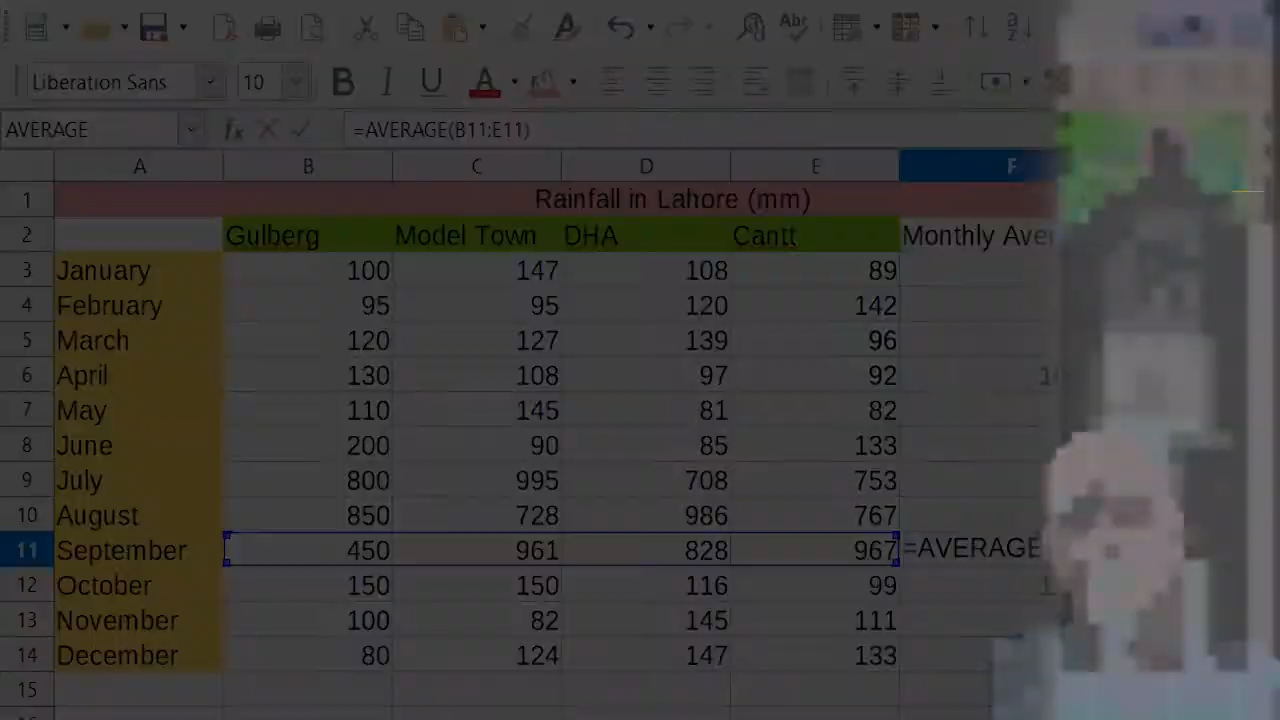 Liberation Sans 10 B I U A
AVERAGE fx =AVERAGE(B11:E11)
A B C D E F
1 Rainfall in Lahore (mm)
2 Gulberg Model Town DHA Cantt Monthly
3 January 100 147 108 89
4 February 95 95 120 142
5 March 120 127 139 96
6 April 130 108 97 92
7 May 110 145 81 82
8 June 200 90 85 133
9 July 800 995 708 753
10 August 850 728 986 767
11 September 450 961 828 967 =AVERAGE
12 October 150 150 116 99
13 November 100 82 145 111
14 December 80 124 147 133
15